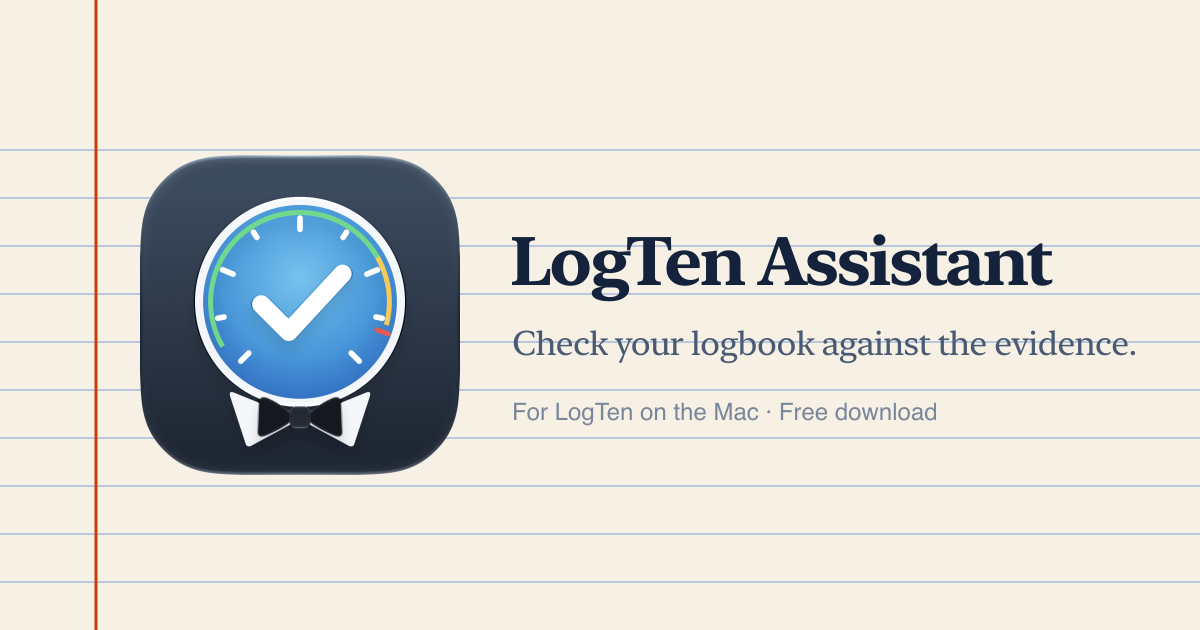 LogTen Assistant
Check your logbook against the evidence.
For LogTen on the Mac · Free download